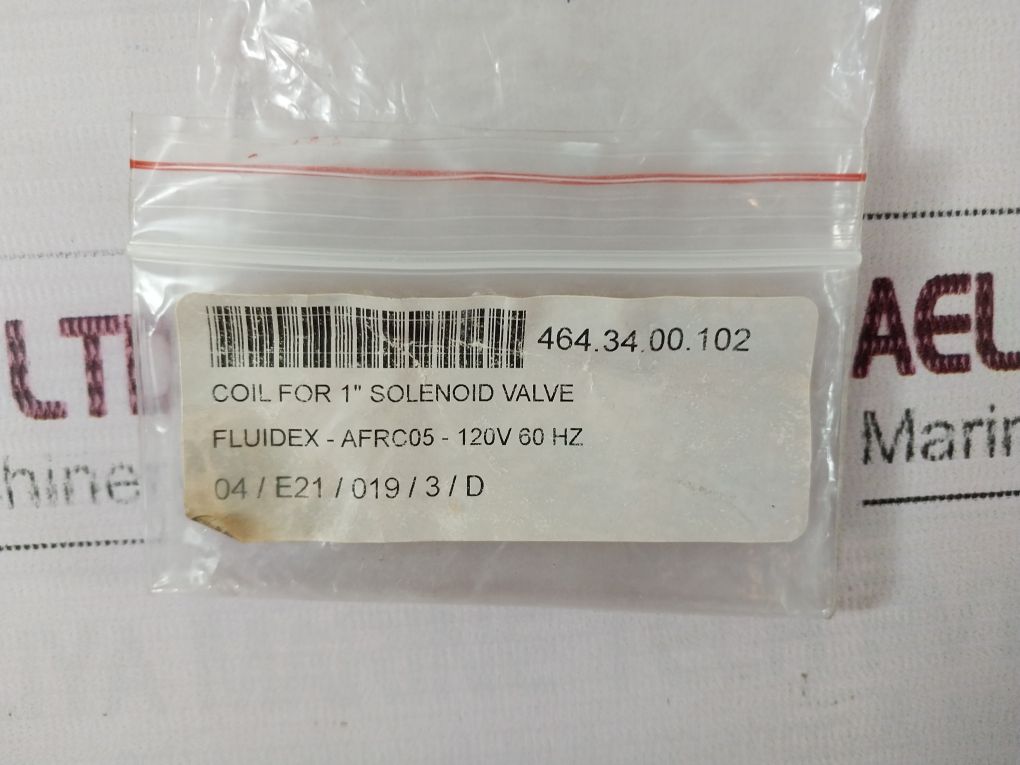 464.34.00.102
COIL FOR 1" SOLENOID VALVE
FLUIDEX - AFRC05 - 120V 60 HZ
04 / E21 / 019 / 3 / D
LT
AEL
hine
Marin